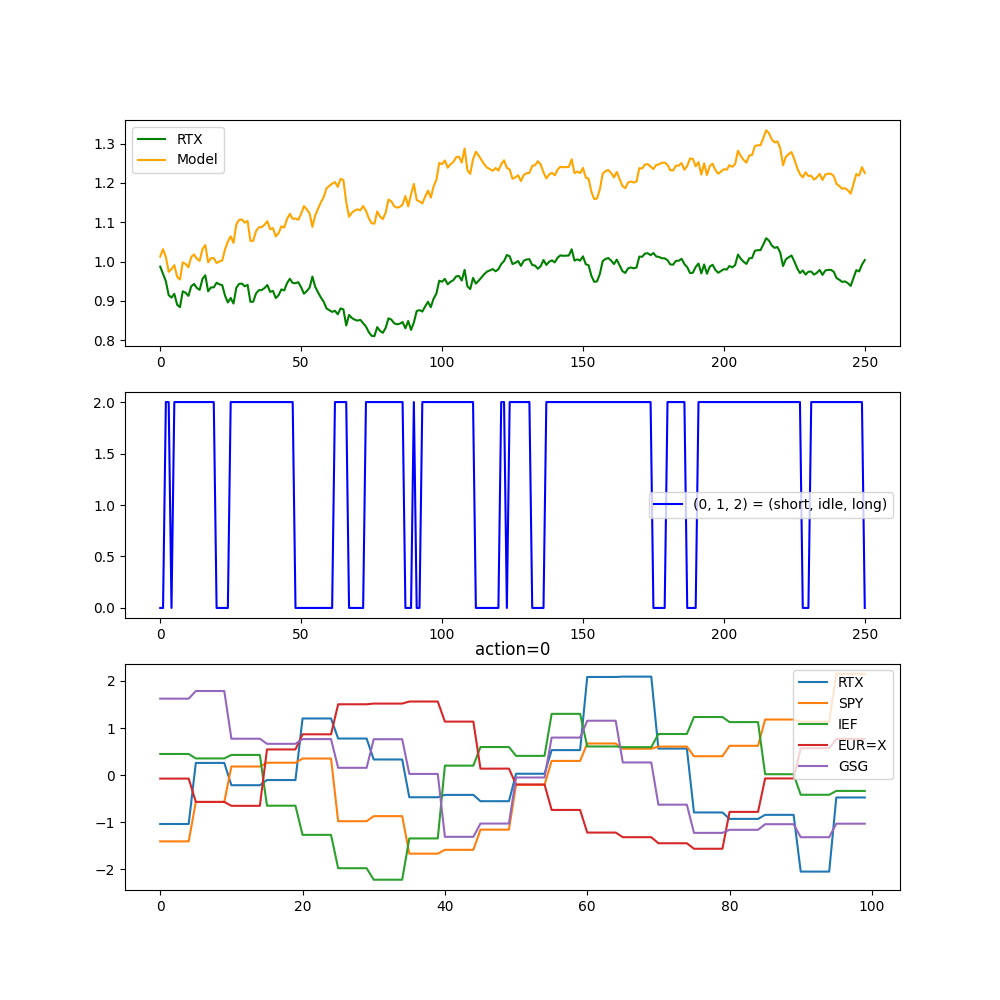 RTX
Model
1.3
1.2
1.1
1.0
0.9
0.8
0 50 100 150 200 250
2.0
1.5
1.0
0.5
0.0
(0, 1, 2) = (short, idle, long)
0 50 100 150 200 250
action=0
2
1
0
−1
−2
RTX
SPY
IEF
EUR=X
GSG
0 20 40 60 80 100